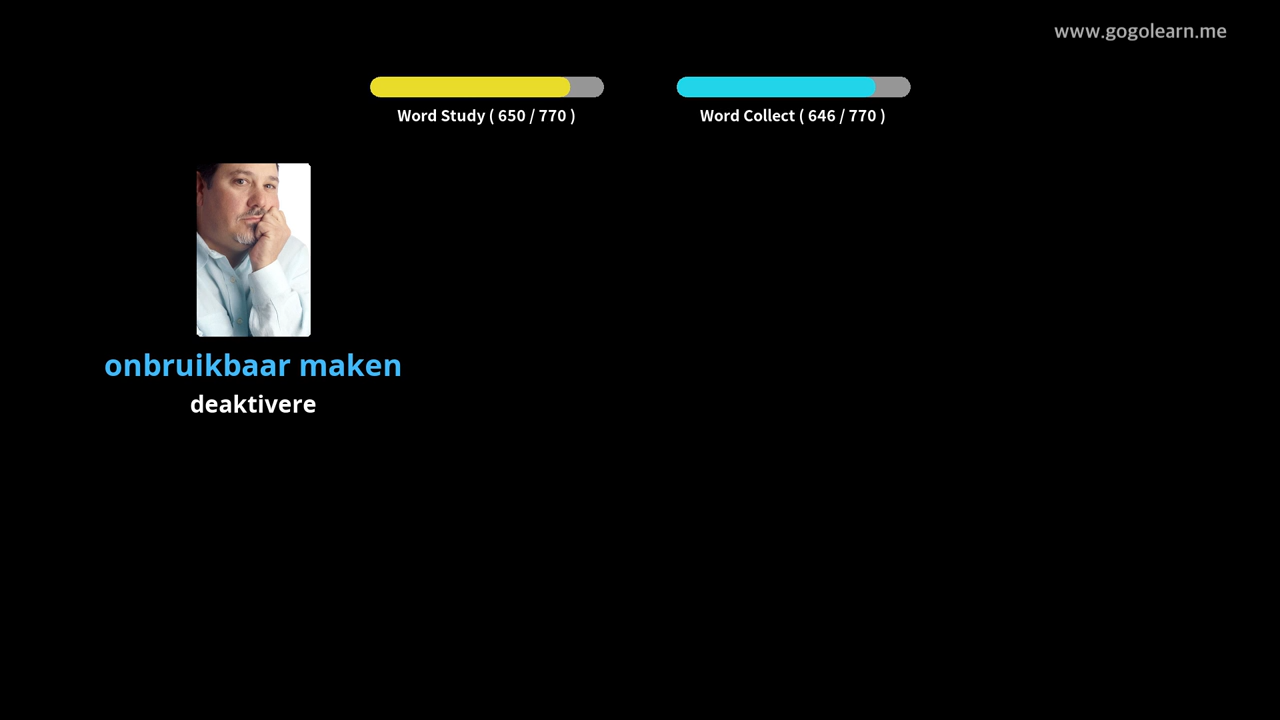 www.gogolearn.me
Word Study ( 650 / 770 )
Word Collect ( 646 / 770 )
onbruikbaar maken
deaktivere